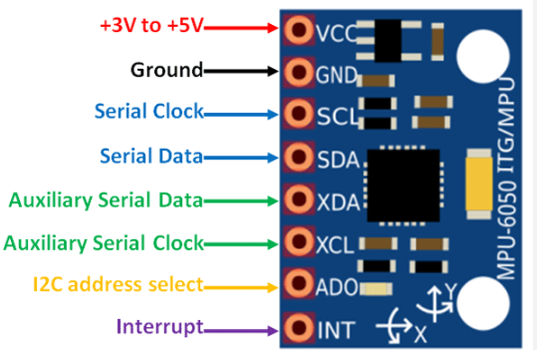 +3V to +5V
VCC
Ground
GND
Serial Clock
SCL
Serial Data
SDA
Auxiliary Serial Data
XDA
Auxiliary Serial Clock
XCL
I2C address select
ADO
Interrupt
INT
MPU-6050 ITG/MPU
Y
X